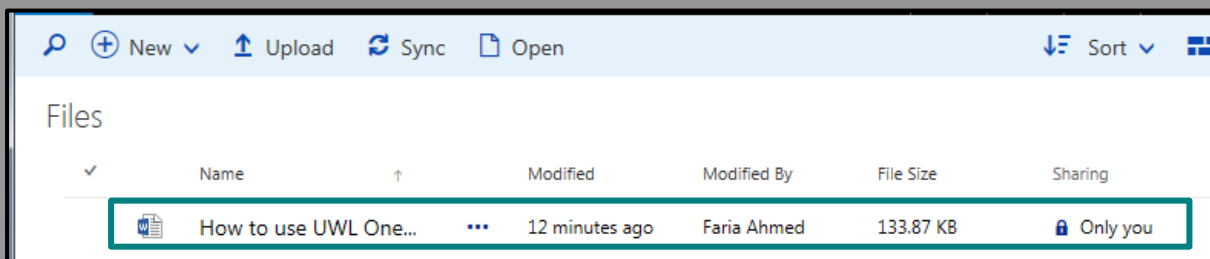 New Upload Sync Open Sort
Files
Name Modified Modified By File Size Sharing
How to use UWL One... ... 12 minutes ago Faria Ahmed 133.87 KB Only you